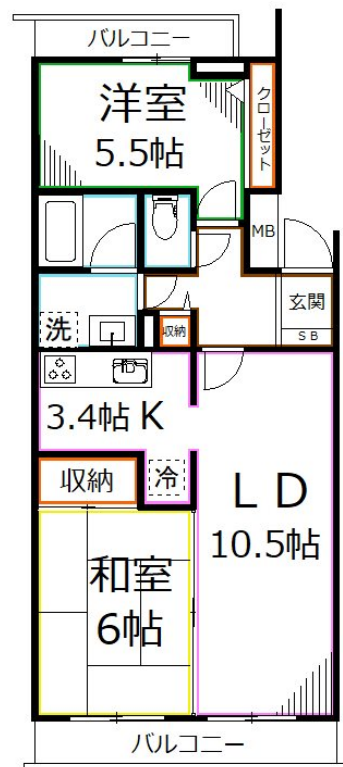 バルコニー
洋室
5.5帖
クローゼット
MB
玄関
SB
洗
収納
3.4帖 K
冷
収納
LD
10.5帖
和室
6帖
バルコニー